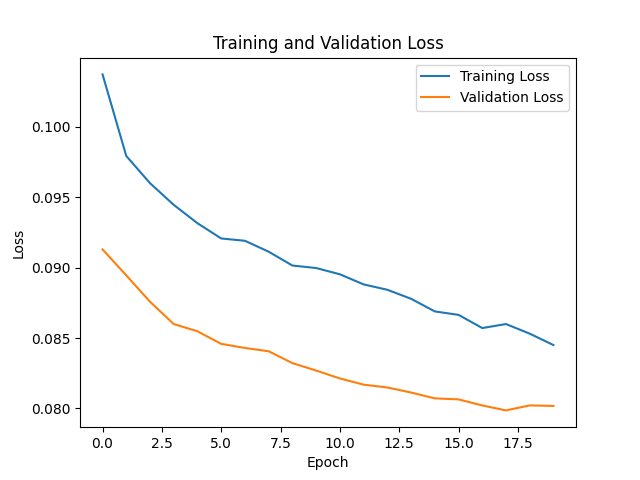 Training and Validation Loss
Training Loss
Validation Loss
0.100
0.095
0.090
0.085
0.080
Loss
0.0 2.5 5.0 7.5 10.0 12.5 15.0 17.5
Epoch